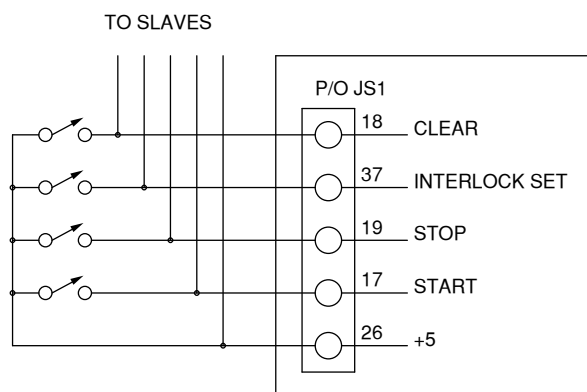 TO SLAVES
P/O JS1
18 CLEAR
37 INTERLOCK SET
19 STOP
17 START
26 +5